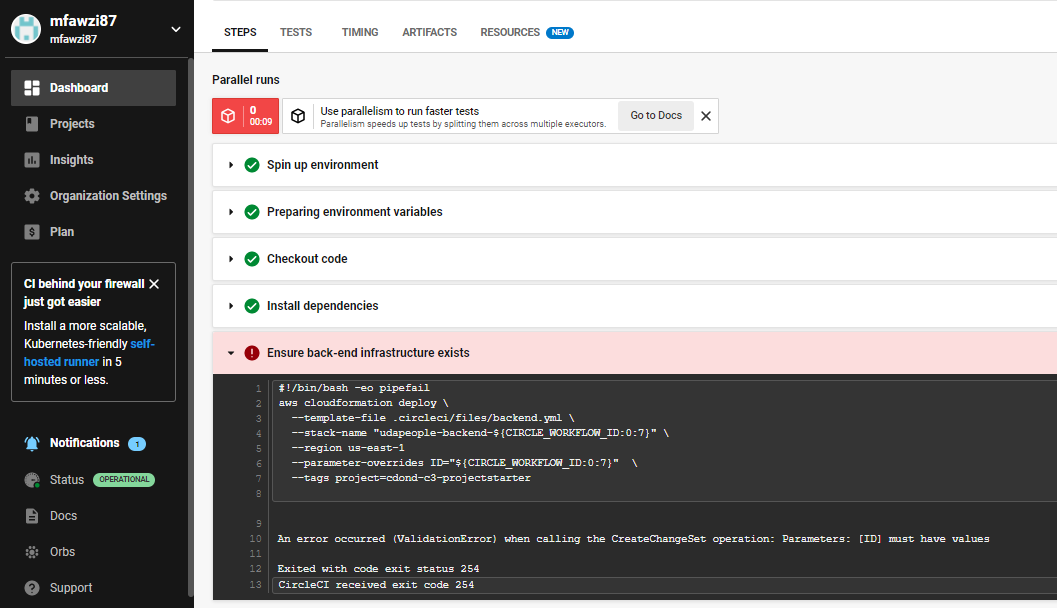 mfawzi87
mfawzi87
Dashboard
Projects
Insights
Organization Settings
$ Plan
CI behind your firewall
just got easier
Install a more scalable,
Kubernetes-friendly self-
hosted runner in 5
minutes or less.
Notifications 1
Status OPERATIONAL
Docs
Orbs
? Support
STEPS TESTS TIMING ARTIFACTS RESOURCES NEW
Parallel runs
0
00:09
Use parallelism to run faster tests
Parallelism speeds up tests by splitting them across multiple executors.
Go to Docs
Spin up environment
Preparing environment variables
Checkout code
Install dependencies
! Ensure back-end infrastructure exists
1 #!/bin/bash -eo pipefail
2 aws cloudformation deploy \
3 --template-file .circleci/files/backend.yml \
4 --stack-name "udapeople-backend-${CIRCLE_WORKFLOW_ID:0:7}" \
5 --region us-east-1
6 --parameter-overrides ID="${CIRCLE_WORKFLOW_ID:0:7}"  \
7 --tags project=cdond-c3-projectstarter
8
9
10 An error occurred (ValidationError) when calling the CreateChangeSet operation: Parameters: [ID] must have values
11
12 Exited with code exit status 254
13 CircleCI received exit code 254